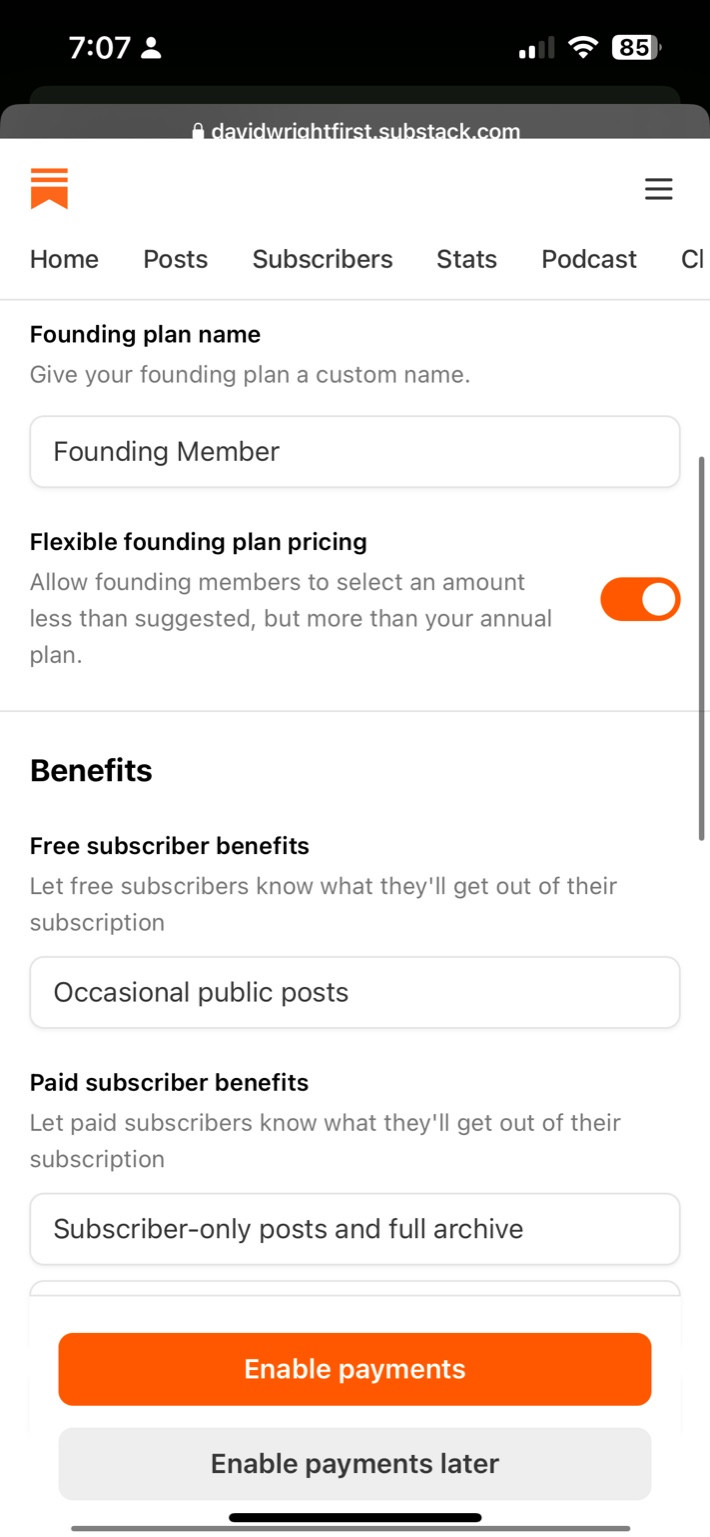 7:07
85
davidwrightfirst.substack.com
Home Posts Subscribers Stats Podcast
Founding plan name
Give your founding plan a custom name.
Founding Member
Flexible founding plan pricing
Allow founding members to select an amount
less than suggested, but more than your annual
plan.
Benefits
Free subscriber benefits
Let free subscribers know what they'll get out of their
subscription
Occasional public posts
Paid subscriber benefits
Let paid subscribers know what they'll get out of their
subscription
Subscriber-only posts and full archive
Enable payments
Enable payments later